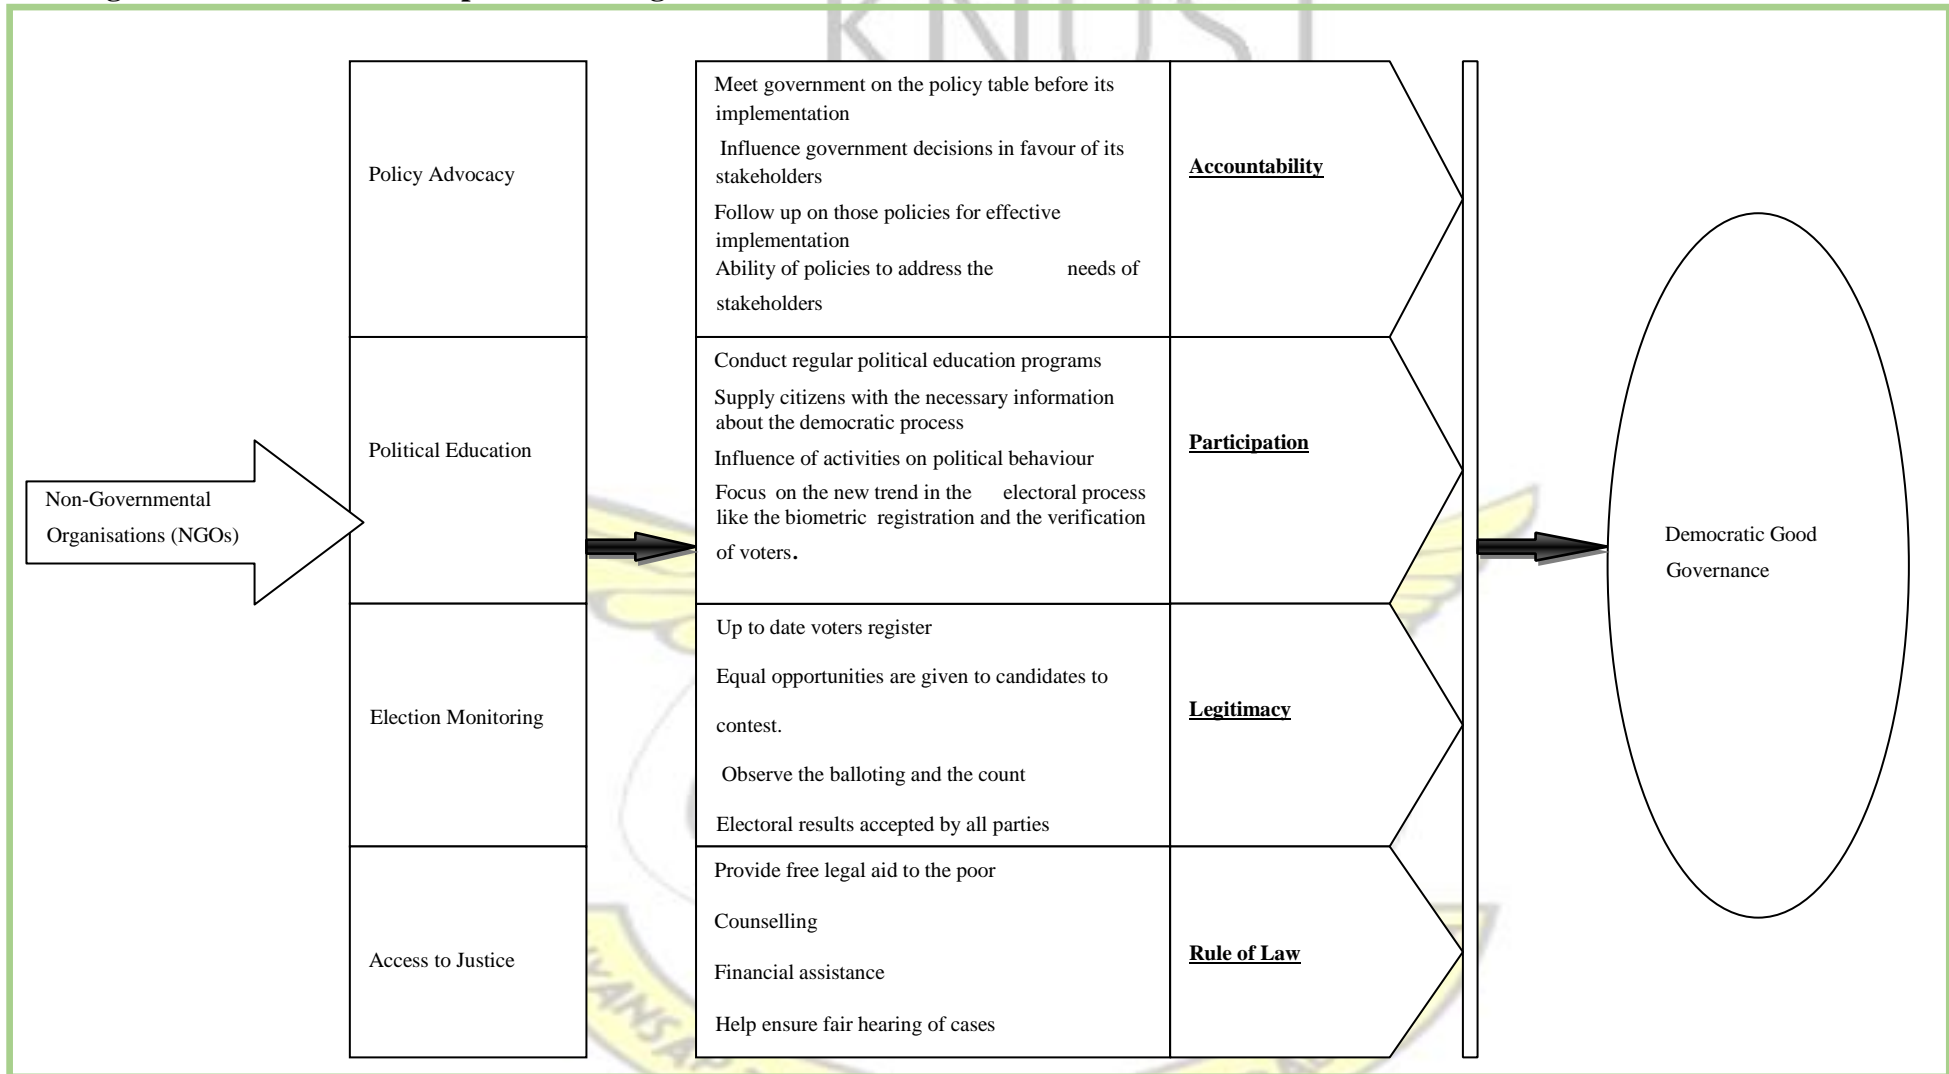 KNUST
Non-Governmental
Organisations (NGOs)
Policy Advocacy
Meet government on the policy table before its
implementation
Influence government decisions in favour of its
stakeholders
Follow up on those policies for effective
implementation
Ability of policies to address the needs of
stakeholders
Accountability
Political Education
Conduct regular political education programs
Supply citizens with the necessary information
about the democratic process
Influence of activities on political behaviour
Focus on the new trend in the electoral process
like the biometric registration and the verification
of voters.
Participation
Election Monitoring
Up to date voters register
Equal opportunities are given to candidates to
contest.
Observe the balloting and the count
Electoral results accepted by all parties
Legitimacy
Access to Justice
Provide free legal aid to the poor
Counselling
Financial assistance
Help ensure fair hearing of cases
Rule of Law
Democratic Good
Governance